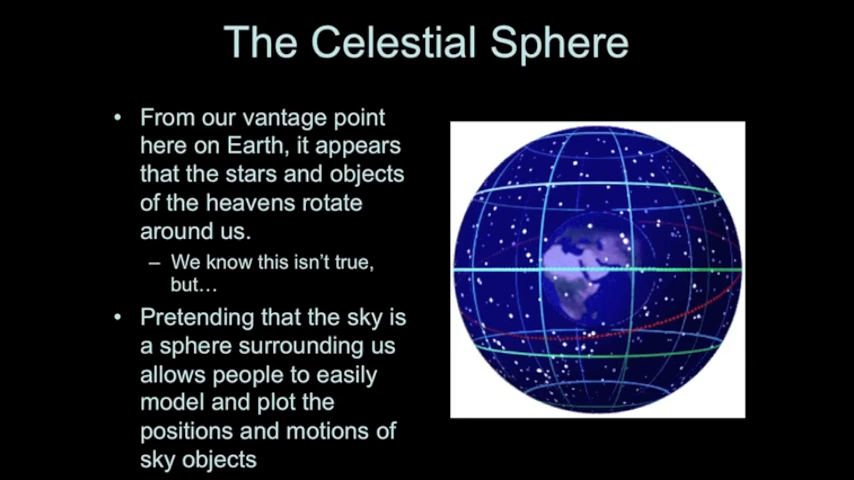 The Celestial Sphere
• From our vantage point
here on Earth, it appears
that the stars and objects
of the heavens rotate
around us.
– We know this isn't true,
but...
• Pretending that the sky is
a sphere surrounding us
allows people to easily
model and plot the
positions and motions of
sky objects